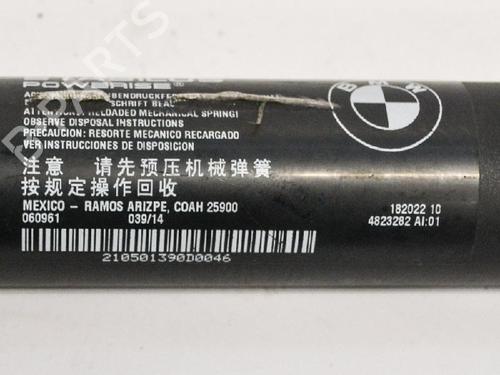 POWERISE®
ATTENTION: RELOADED MECHANICAL SPRING!
OBSERVE DISPOSAL INSTRUCTIONS
PRECAUCION: RESORTE MECANICO RECARGADO
VER INSTRUCCIONES DE DISPOSICION
注意 请先预压机械弹簧
按规定操作回收
MEXICO - RAMOS ARIZPE, COAH 25900
060961 039/14
210501390D0046
BMW
182022 10
4823282 AI:01
PARTS